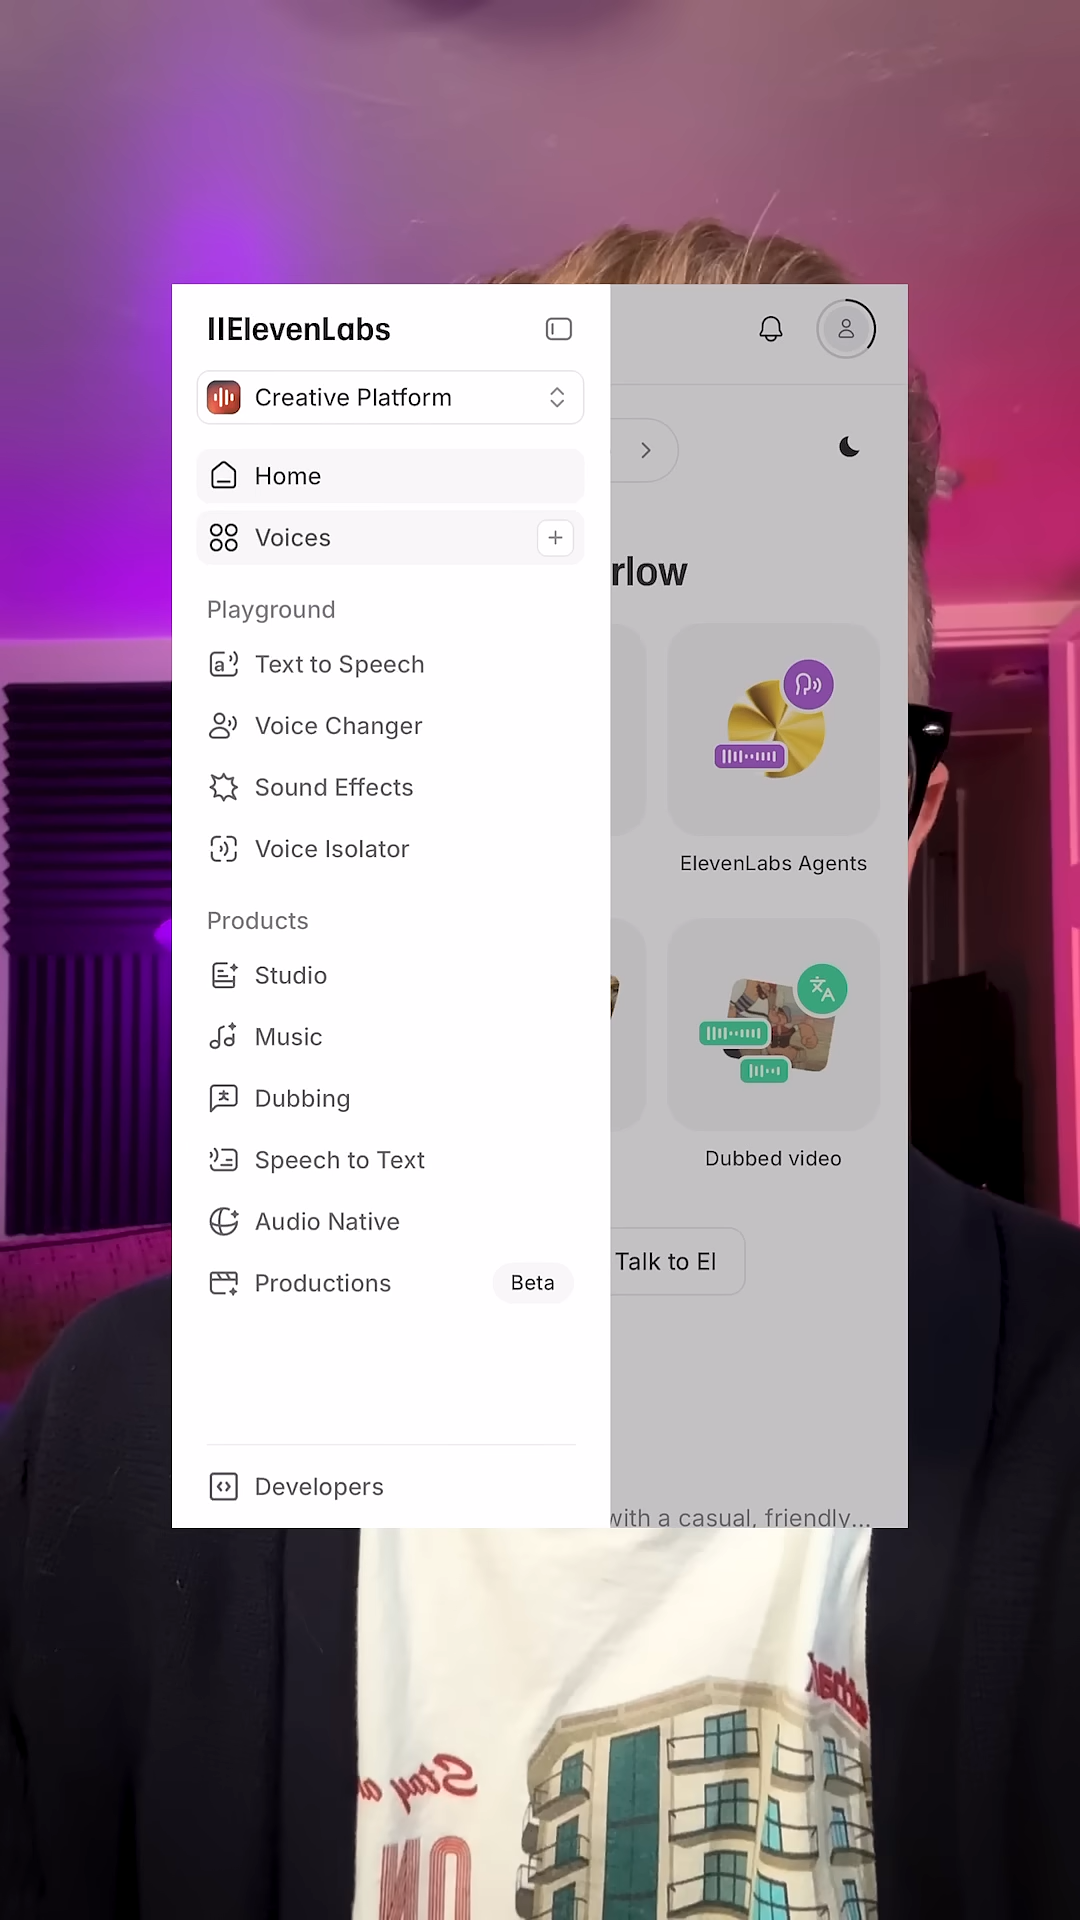 IIElevenLabs
Creative Platform
Home
Voices
Playground
Text to Speech
Voice Changer
Sound Effects
Voice Isolator
Products
Studio
Music
Dubbing
Speech to Text
Audio Native
Productions
Beta
Developers
rlow
ElevenLabs Agents
Dubbed video
Talk to El
with a casual, friendly...
Stay
ON